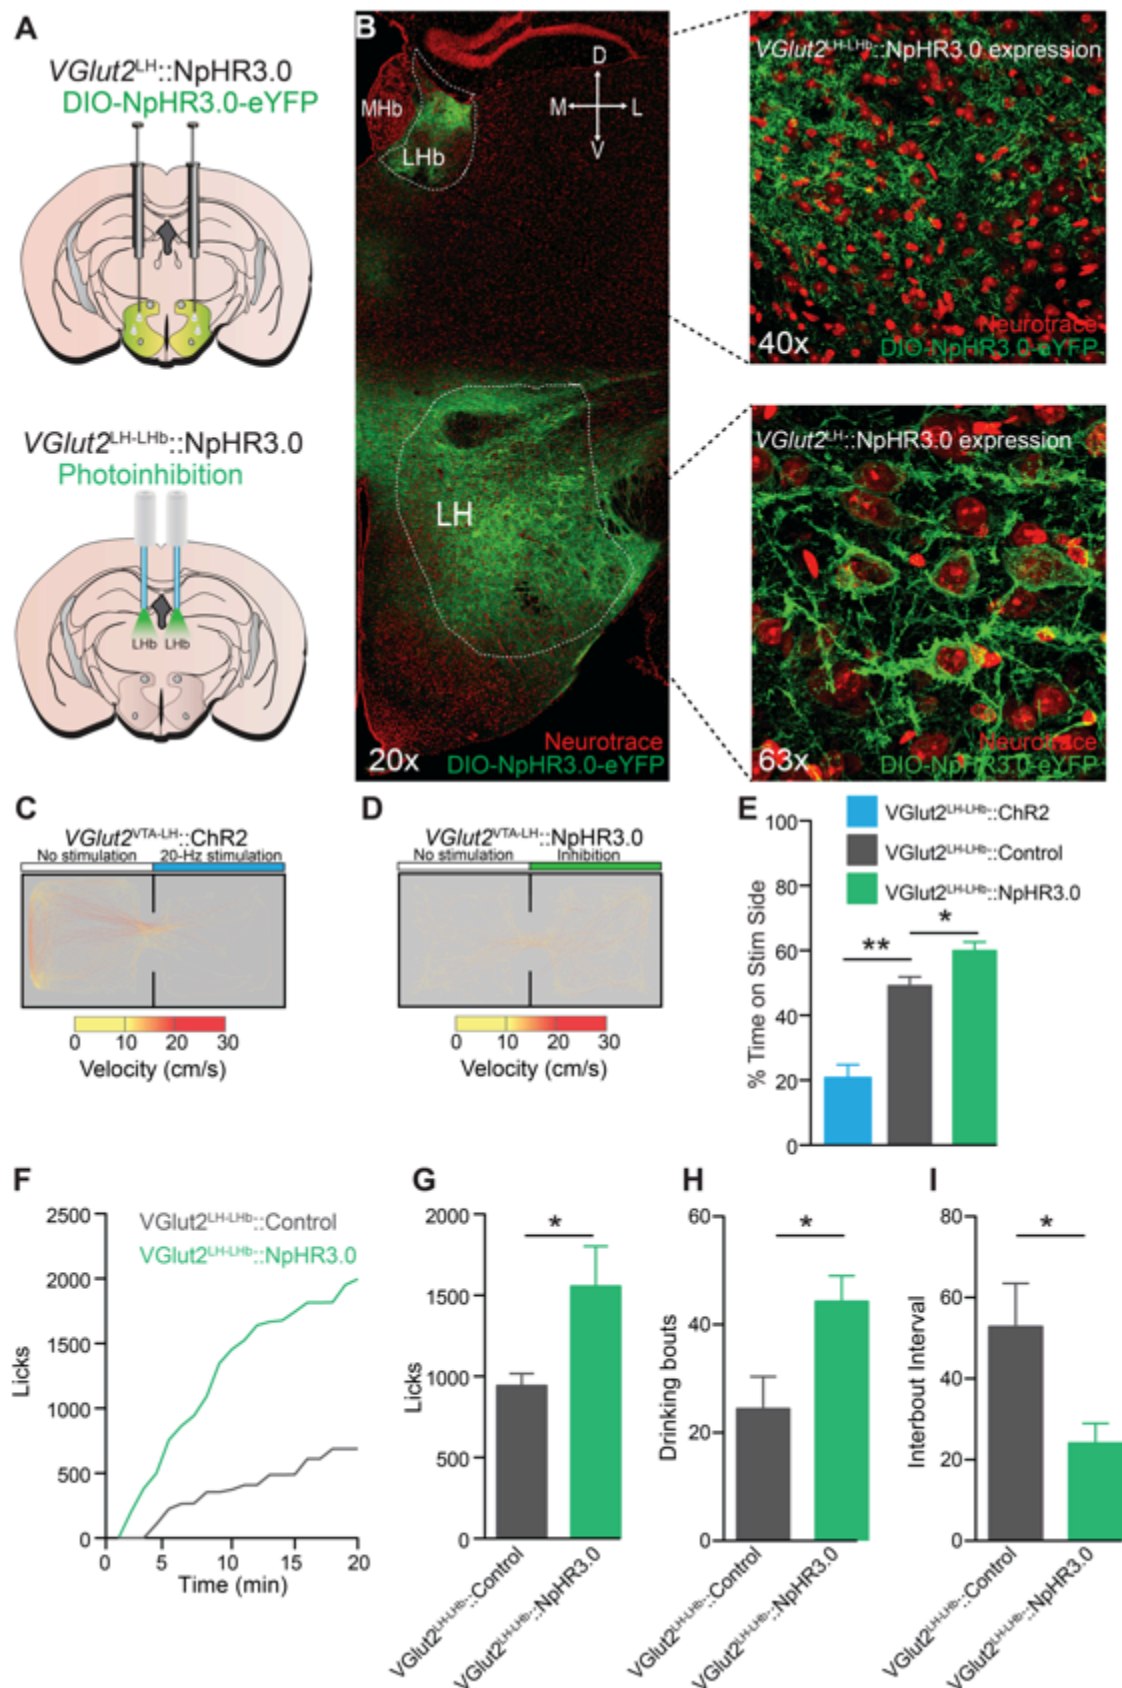 A
VGlut2LH::NpHR3.0
DIO-NpHR3.0-eYFP
VGlut2LH-LHb::NpHR3.0
Photoinhibition
LHb LHb
B
MHb
LHb
D
M L
V
LH
20x
Neurotrace
DIO-NpHR3.0-eYFP
VGlut2LH-LHb::NpHR3.0 expression
40x
Neurotrace
DIO-NpHR3.0-eYFP
VGlut2LH::NpHR3.0 expression
63x
Neurotrace
DIO-NpHR3.0-eYFP
C
VGlut2VTA-LH::ChR2
No stimulation 20-Hz stimulation
0 10 20 30
Velocity (cm/s)
D
VGlut2VTA-LH::NpHR3.0
No stimulation Inhibition
0 10 20 30
Velocity (cm/s)
E
VGlut2LH-LHb::ChR2
VGlut2LH-LHb::Control
VGlut2LH-LHb::NpHR3.0
% Time on Stim Side
100
80
60
40
20
0
** *
F
VGlut2LH-LHb::Control
VGlut2LH-LHb::NpHR3.0
Licks
2500
2000
1500
1000
500
0
0 5 10 15 20
Time (min)
G
Licks
2000
1500
1000
500
0
*
VGlut2LH-LHb::Control
VGlut2LH-LHb::NpHR3.0
H
Drinking bouts
60
40
20
0
*
VGlut2LH-LHb::Control
VGlut2LH-LHb::NpHR3.0
I
Interbout Interval
80
60
40
20
0
*
VGlut2LH-LHb::Control
VGlut2LH-LHb::NpHR3.0